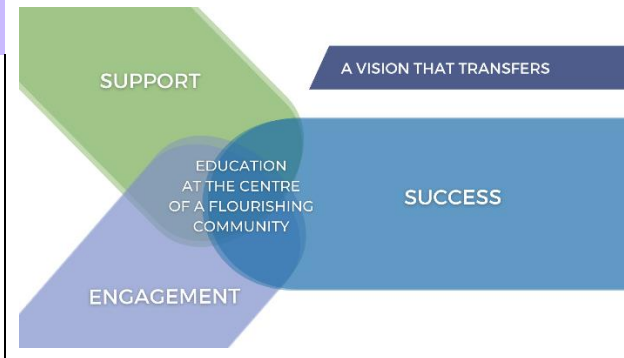 SUPPORT
A VISION THAT TRANSFERS
EDUCATION
AT THE CENTRE
OF A FLOURISHING
COMMUNITY
SUCCESS
ENGAGEMENT